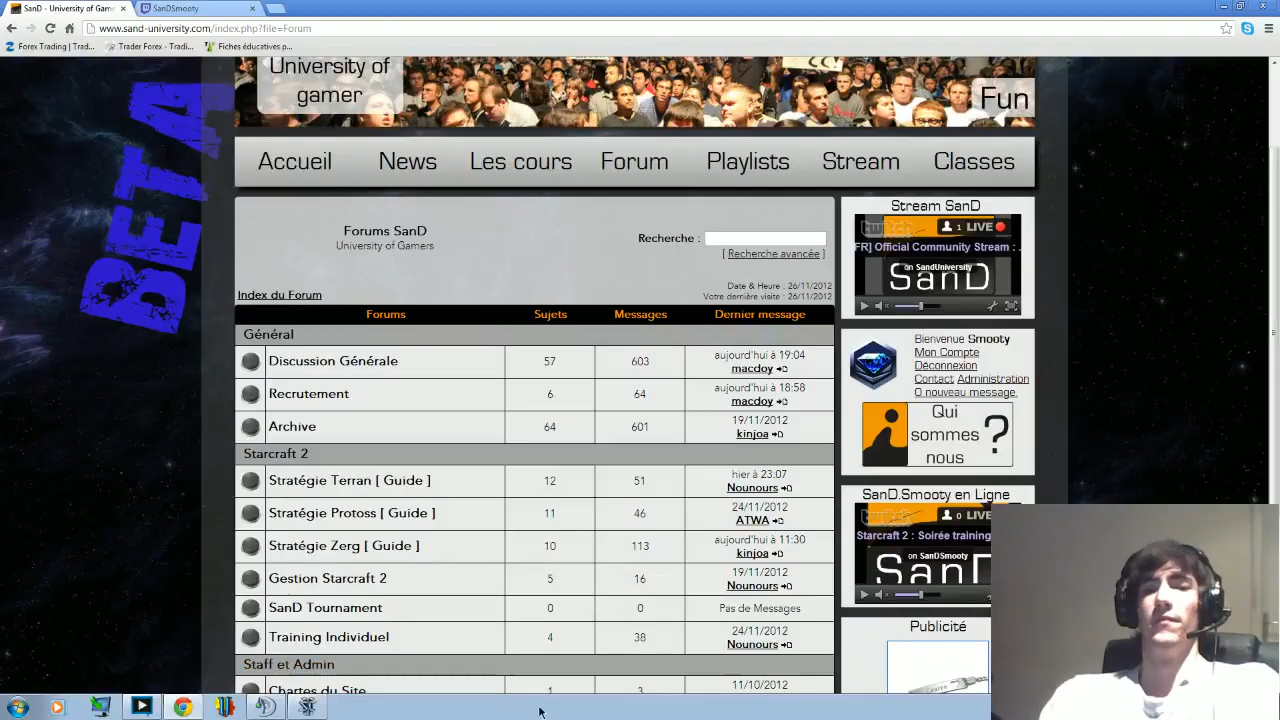 SanD - University of Game
SanDSmooty
www.sand-university.com/index.php?file=Forum
Forex Trading | Trad...
Trader Forex - Tradi...
Fiches éducatives p...
University of
gamer
Fun
BETA
Accueil
News
Les cours
Forum
Playlists
Stream
Classes
Forums SanD
University of Gamers
Recherche :
[ Recherche avancée ]
Date & Heure : 26/11/2012
Votre dernière visite : 26/11/2012
Index du Forum
Forums Sujets Messages Dernier message
Général
Discussion Générale 57 603 aujourd'hui à 19:04
macdoy
Recrutement 6 64 aujourd'hui à 18:58
macdoy
Archive 64 601 19/11/2012
kinjoa
Starcraft 2
Stratégie Terran [ Guide ] 12 51 hier à 23:07
Nounours
Stratégie Protoss [ Guide ] 11 46 24/11/2012
ATWA
Stratégie Zerg [ Guide ] 10 113 aujourd'hui à 11:30
kinjoa
Gestion Starcraft 2 5 16 19/11/2012
Nounours
SanD Tournament 0 0 Pas de Messages
Training Individuel 4 38 24/11/2012
Nounours
Staff et Admin
Chartes du Site 1 3 11/10/2012
Stream SanD
twitch
1 LIVE
FR] Official Community Stream : .
on SandUniversity
SanD
Bienvenue Smooty
Mon Compte
Déconnexion
Contact Administration
0 nouveau message.
Qui
sommes
nous
?
SanD.Smooty en Ligne
twitch
0 LIVE
Starcraft 2 : Soirée training
on SanDSmooty
SanD
Publicité